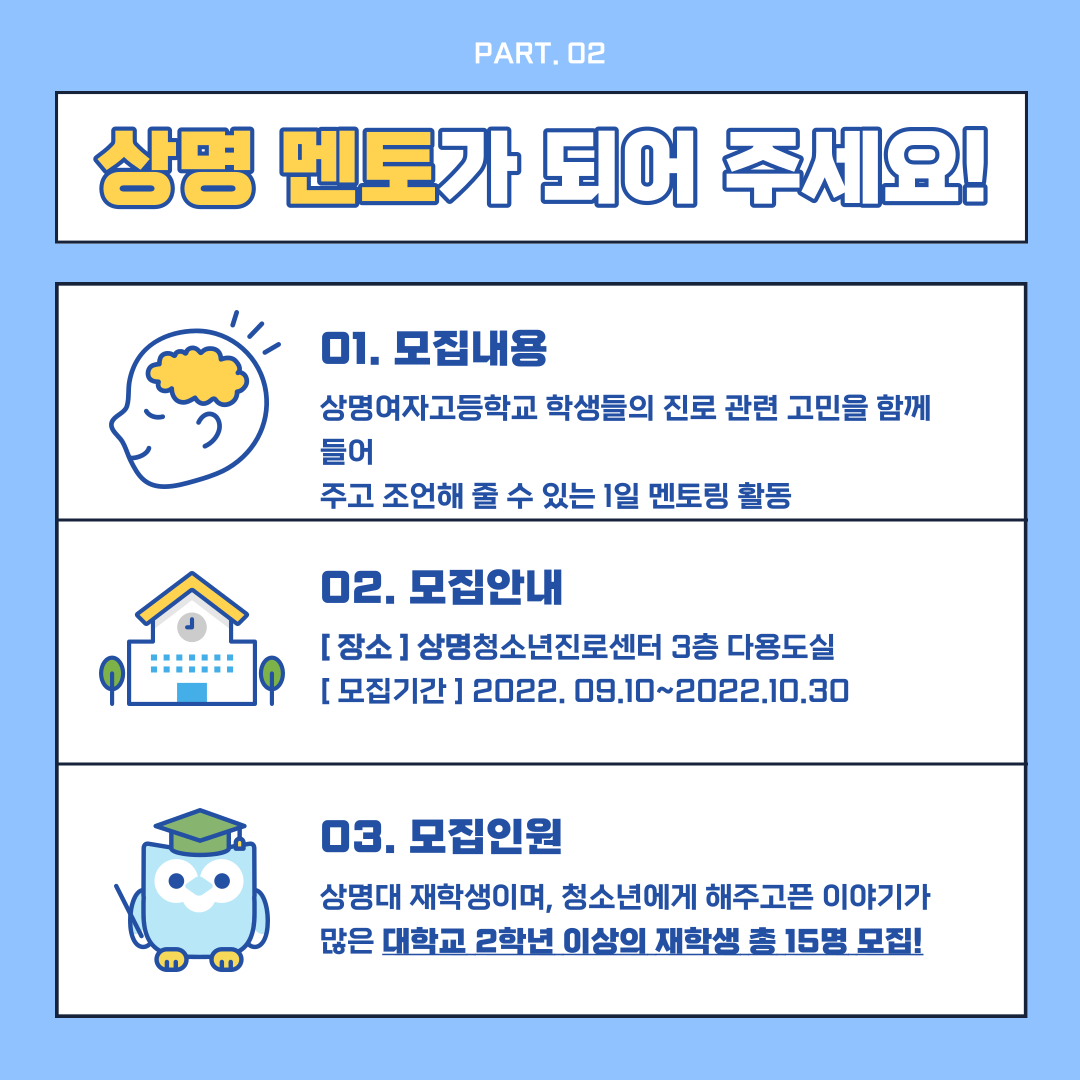 PART. 02
상명 멘토가 되어 주세요!
01. 모집내용
상명여자고등학교 학생들의 진로 관련 고민을 함께
들어
주고 조언해 줄 수 있는 1일 멘토링 활동
02. 모집안내
[ 장소 ] 상명청소년진로센터 3층 다용도실
[ 모집기간 ] 2022. 09.10~2022.10.30
03. 모집인원
상명대 재학생이며, 청소년에게 해주고픈 이야기가
많은 대학교 2학년 이상의 재학생 총 15명 모집!